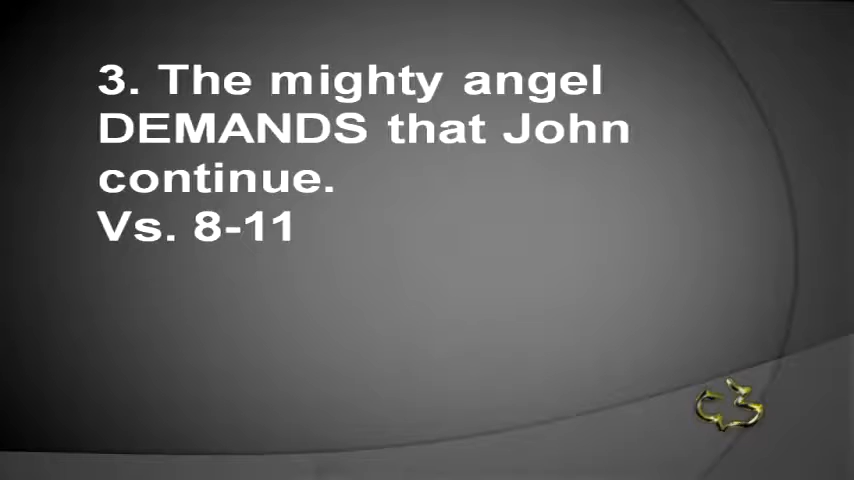 3. The mighty angel
DEMANDS that John
continue.
Vs. 8-11